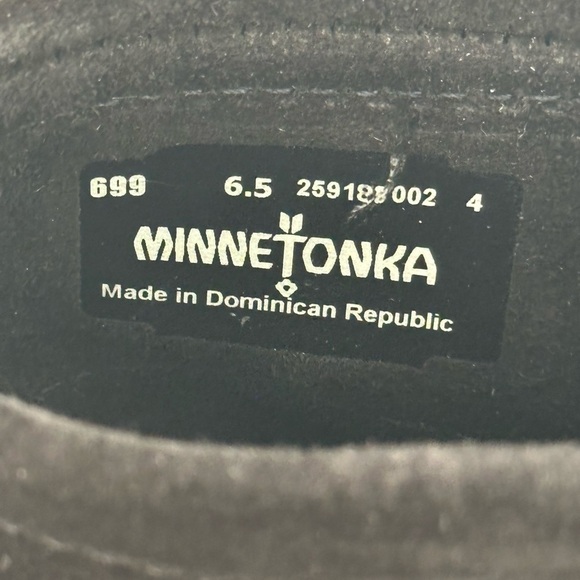 699 6.5 4
MINNETONKA
Made in Dominican Republic